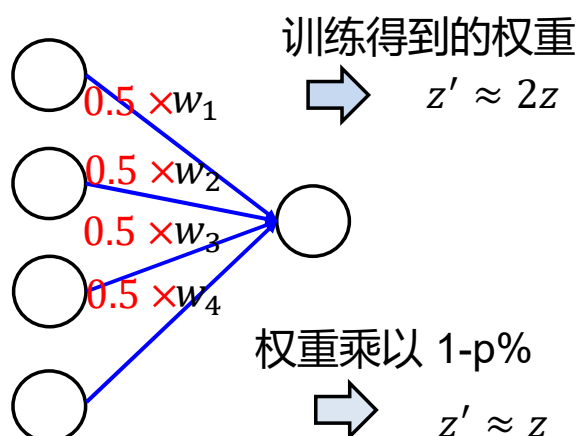 训练得到的权重
z′ ≈ 2z
0.5 ×w₁
0.5 ×w₂
0.5 ×w₃
0.5 ×w₄
权重乘以 1-p%
z′ ≈ z